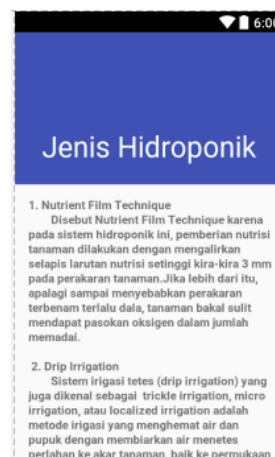 6:00
Jenis Hidroponik
1. Nutrient Film Technique
Disebut Nutrient Film Technique karena
pada sistem hidroponik ini, pemberian nutrisi
tanaman dilakukan dengan mengalirkan
selapis larutan nutrisi setinggi kira-kira 3 mm
pada perakaran tanaman.Jika lebih dari itu,
apalagi sampai menyebabkan perakaran
terbenam terlalu dala, tanaman bakal sulit
mendapat pasokan oksigen dalam jumlah
memadai.
2. Drip Irrigation
Sistem irigasi tetes (drip irrigation) yang
juga dikenal sebagai trickle irrigation, micro
irrigation, atau localized irrigation adalah
metode irigasi yang menghemat air dan
pupuk dengan membiarkan air menetes
perlahan ke akar tanaman, baik ke permukaan